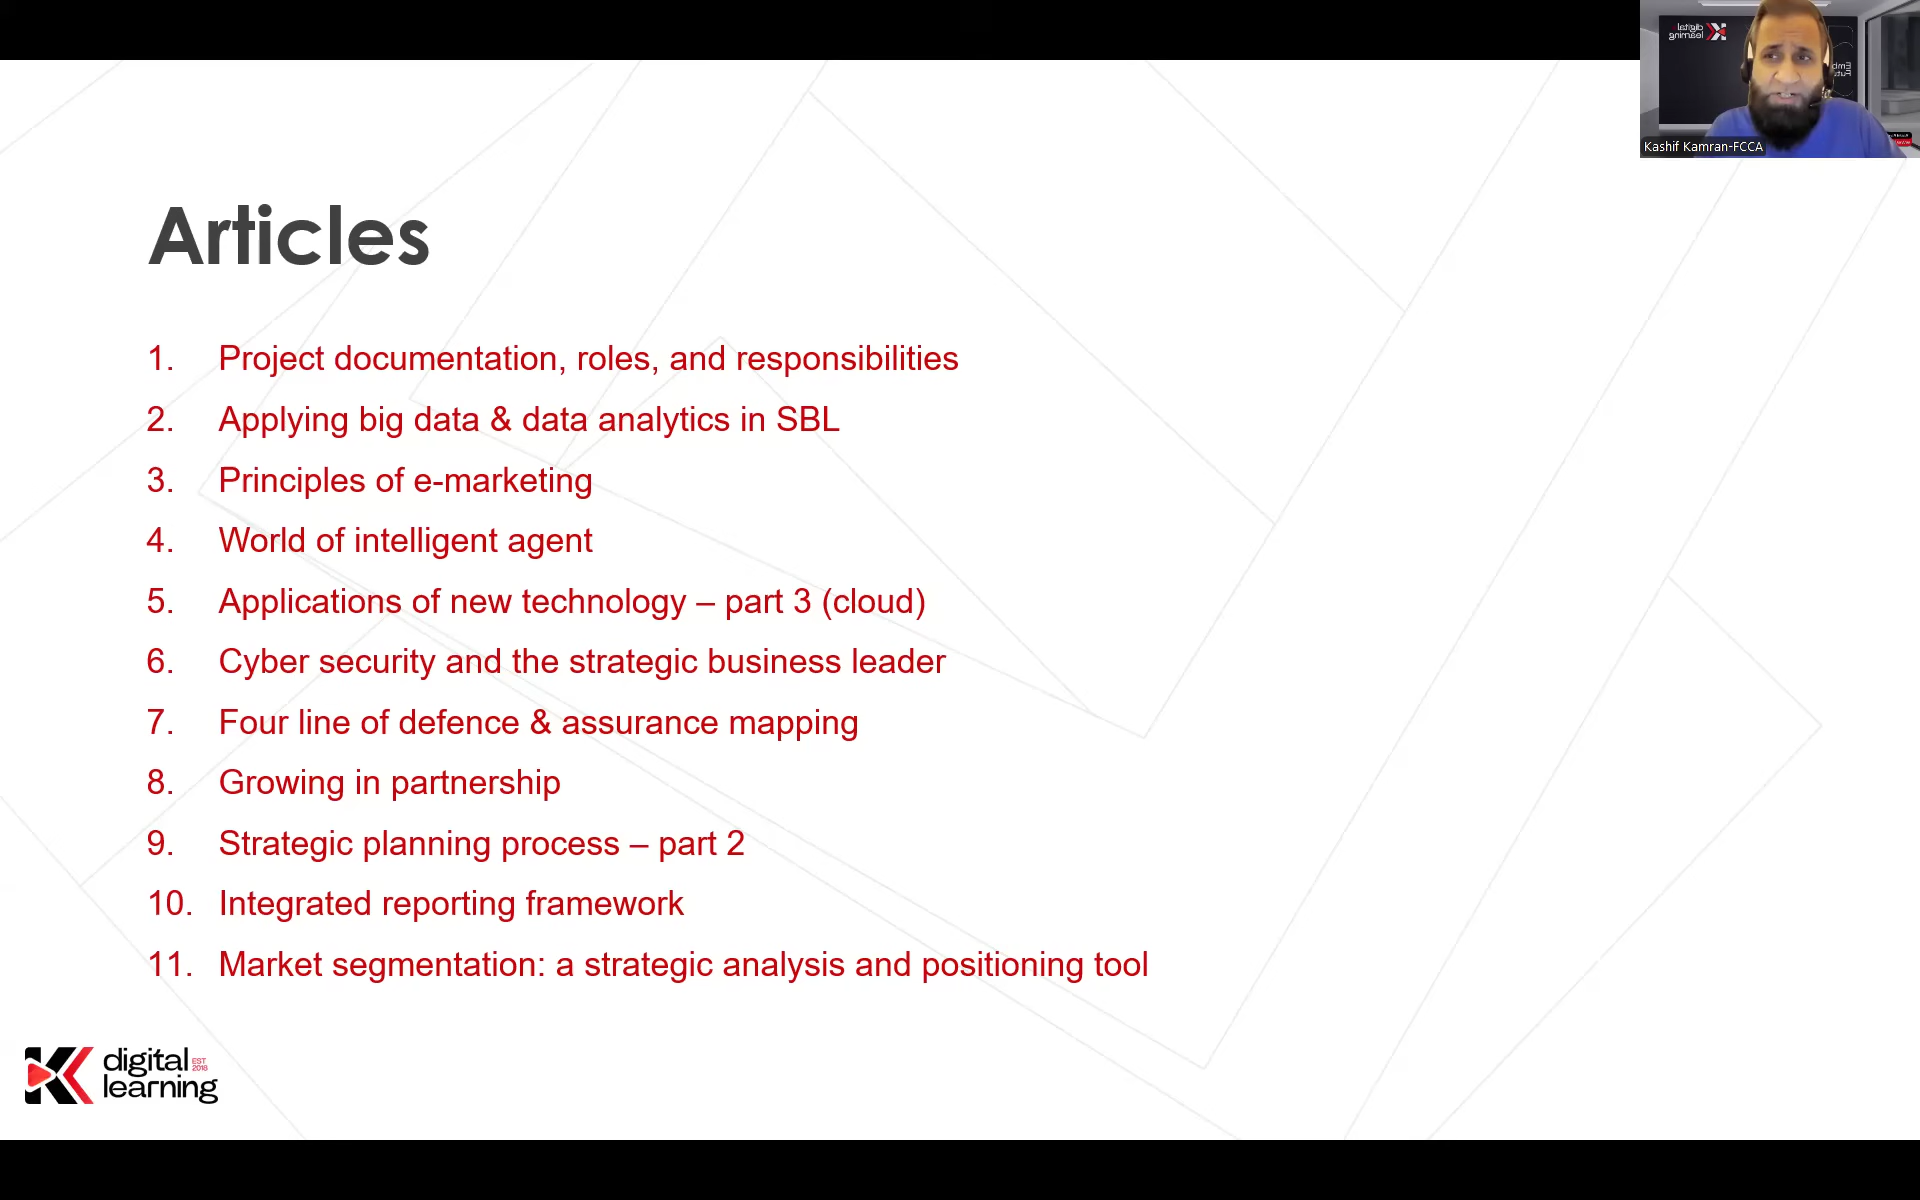 Kashif Kamran-FCCA
Articles
1. Project documentation, roles, and responsibilities
2. Applying big data & data analytics in SBL
3. Principles of e-marketing
4. World of intelligent agent
5. Applications of new technology – part 3 (cloud)
6. Cyber security and the strategic business leader
7. Four line of defence & assurance mapping
8. Growing in partnership
9. Strategic planning process – part 2
10. Integrated reporting framework
11. Market segmentation: a strategic analysis and positioning tool
digital EST
learning 2018